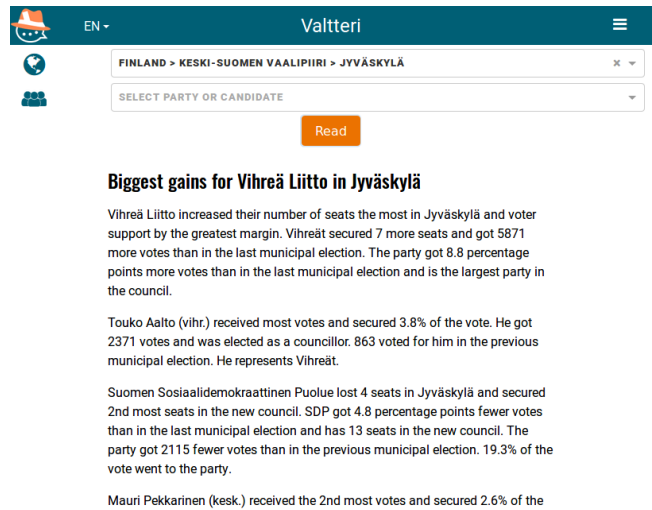 EN
Valtteri
FINLAND > KESKI-SUOMEN VAALIPIIRI > JYVÄSKYLÄ
SELECT PARTY OR CANDIDATE
Read
Biggest gains for Vihreä Liitto in Jyväskylä
Vihreä Liitto increased their number of seats the most in Jyväskylä and voter
support by the greatest margin. Vihreät secured 7 more seats and got 5871
more votes than in the last municipal election. The party got 8.8 percentage
points more votes than in the last municipal election and is the largest party in
the council.
Touko Aalto (vihr.) received most votes and secured 3.8% of the vote. He got
2371 votes and was elected as a councillor. 863 voted for him in the previous
municipal election. He represents Vihreät.
Suomen Sosiaalidemokraattinen Puolue lost 4 seats in Jyväskylä and secured
2nd most seats in the new council. SDP got 4.8 percentage points fewer votes
than in the last municipal election and has 13 seats in the new council. The
party got 2115 fewer votes than in the previous municipal election. 19.3% of the
vote went to the party.
Mauri Pekkarinen (kesk.) received the 2nd most votes and secured 2.6% of the